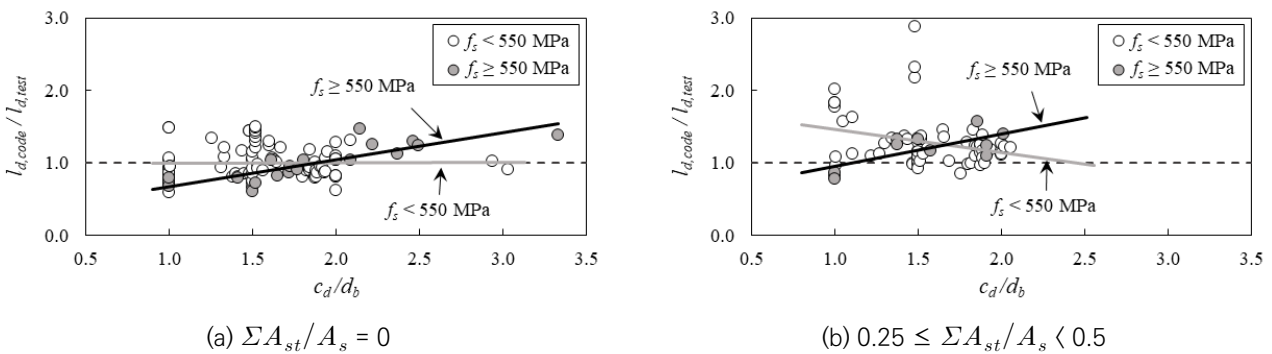 3.0
2.0
1.0
0.0
l_{d,code} / l_{d,test}
f_s < 550 MPa
f_s ≥ 550 MPa
f_s ≥ 550 MPa
f_s < 550 MPa
0.5 1.0 1.5 2.0 2.5 3.0 3.5
c_d/d_b
(a) ΣA_{st}/A_s = 0
3.0
2.0
1.0
0.0
l_{d,code} / l_{d,test}
f_s < 550 MPa
f_s ≥ 550 MPa
f_s ≥ 550 MPa
f_s < 550 MPa
0.5 1.0 1.5 2.0 2.5 3.0 3.5
c_d/d_b
(b) 0.25 ≤ ΣA_{st}/A_s < 0.5